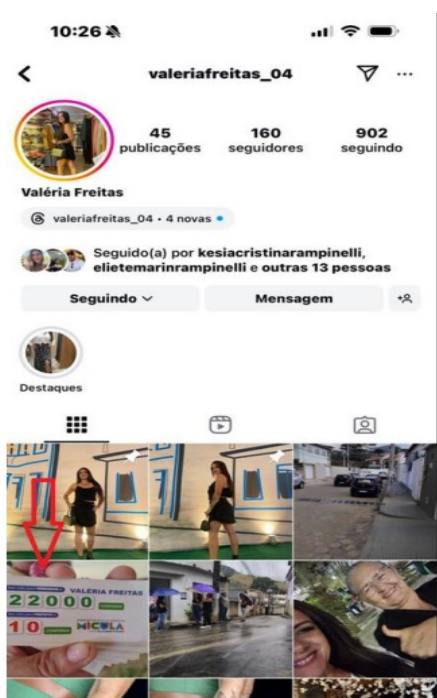 10:26
valeriafreitas_04
45 160 902
publicações seguidores seguindo
Valéria Freitas
valeriafreitas_04 • 4 novas
Seguido(a) por kesiacristinarampinelli,
elietemarinrampinelli e outras 13 pessoas
Seguindo Mensagem
Destaques
VALERIA FREITAS
22000
10 MICULA